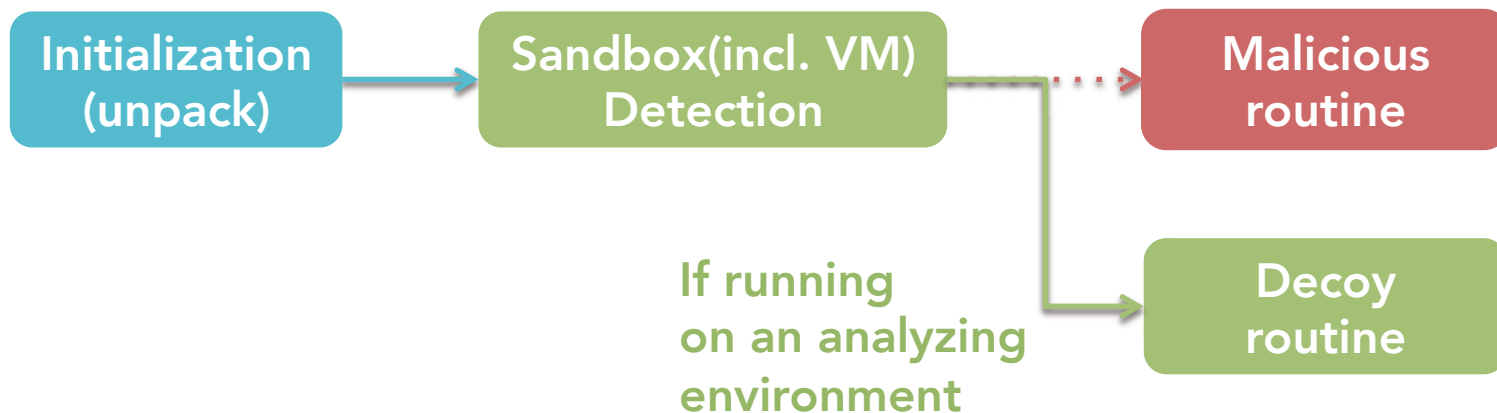 Initialization
(unpack)
Sandbox(incl. VM)
Detection
Malicious
routine
If running
on an analyzing
environment
Decoy
routine